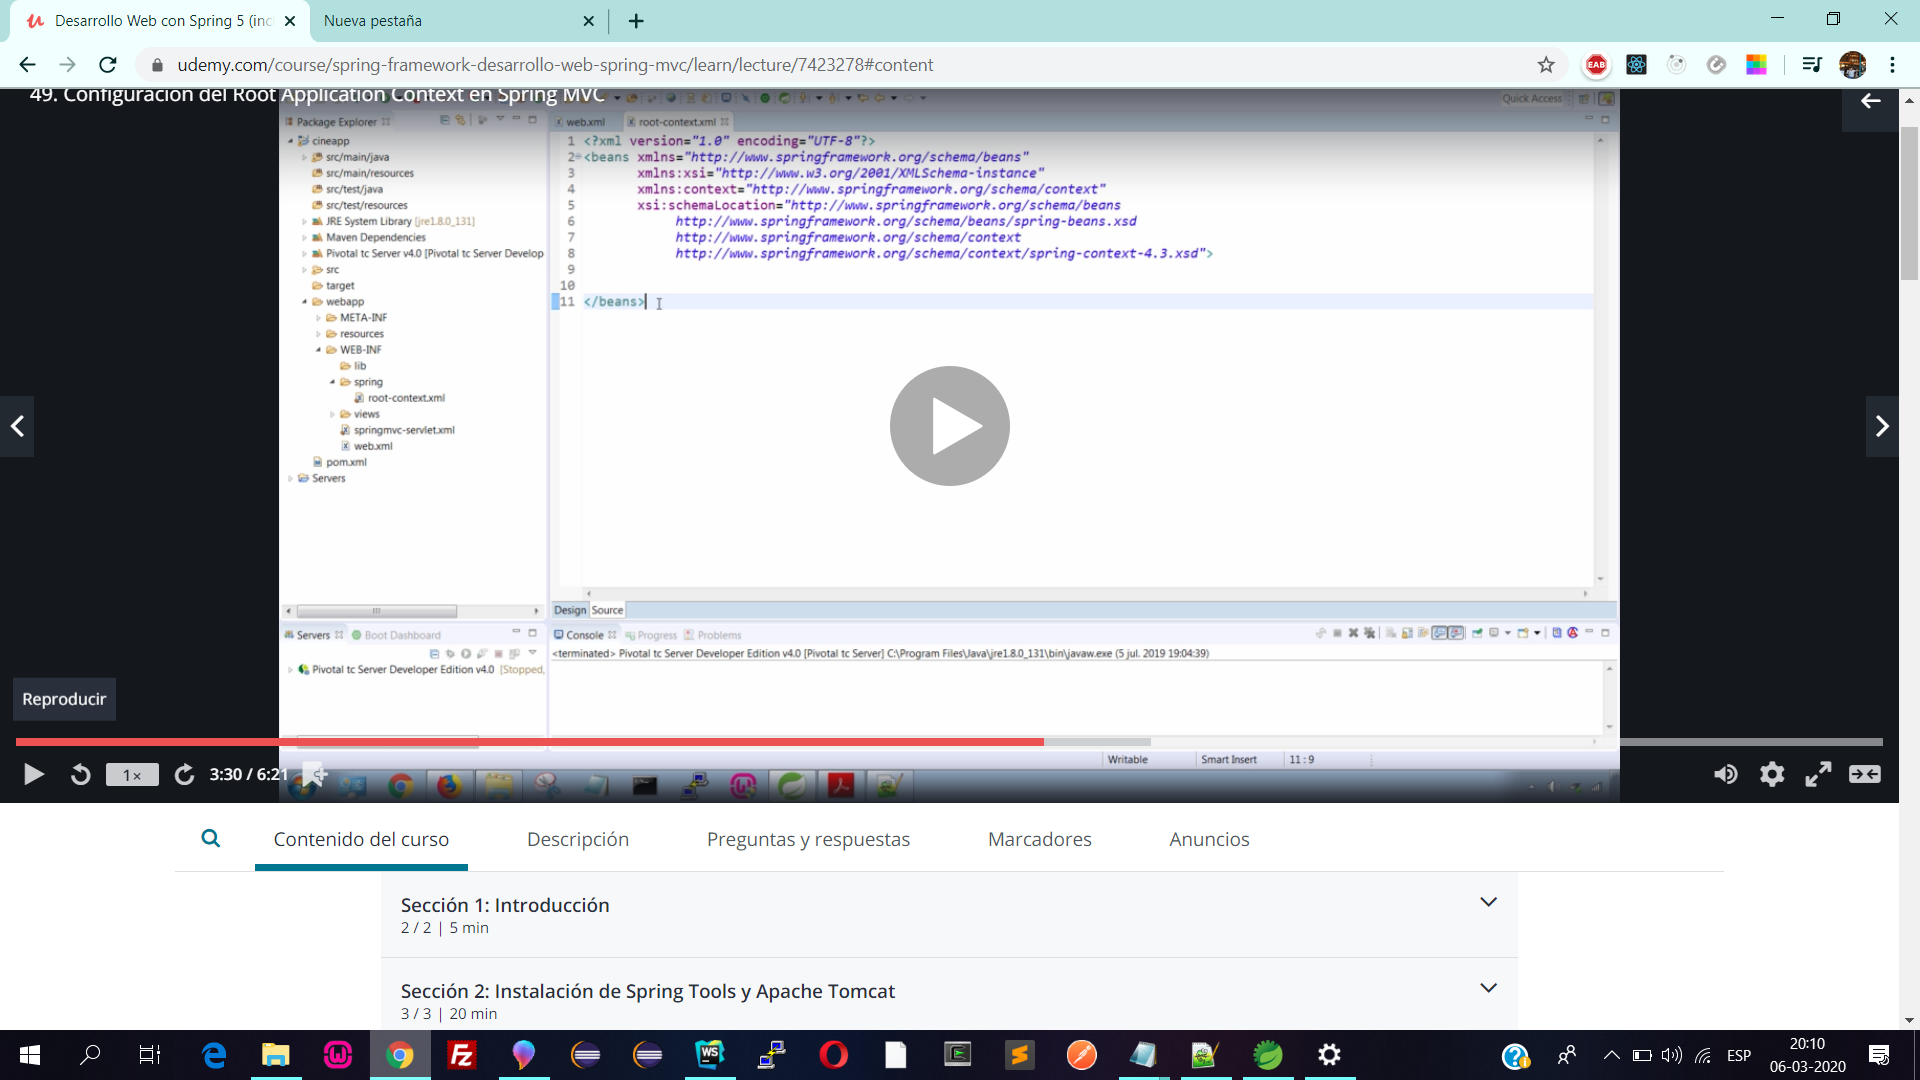 Desarrollo Web con Spring 5 (inc
Nueva pestaña
udemy.com/course/spring-framework-desarrollo-web-spring-mvc/learn/lecture/7423278#content
EAB
49. Configuración del Root Application Context en Spring MVC
Quick Access
Package Explorer
web.xml
root-context.xml
cineapp
src/main/java
src/main/resources
src/test/java
src/test/resources
JRE System Library [jre1.8.0_131]
Maven Dependencies
Pivotal tc Server v4.0 [Pivotal tc Server Develop
src
target
webapp
META-INF
resources
WEB-INF
lib
spring
root-context.xml
views
springmvc-servlet.xml
web.xml
pom.xml
Servers
1 <?xml version="1.0" encoding="UTF-8"?>
2 <beans xmlns="http://www.springframework.org/schema/beans"
3 xmlns:xsi="http://www.w3.org/2001/XMLSchema-instance"
4 xmlns:context="http://www.springframework.org/schema/context"
5 xsi:schemaLocation="http://www.springframework.org/schema/beans
6 http://www.springframework.org/schema/beans/spring-beans.xsd
7 http://www.springframework.org/schema/context
8 http://www.springframework.org/schema/context/spring-context-4.3.xsd">
9
10
11 </beans>
Design Source
Servers Boot Dashboard
Pivotal tc Server Developer Edition v4.0 [Stopped,
Console Progress Problems
<terminated> Pivotal tc Server Developer Edition v4.0 [Pivotal tc Server] C:\Program Files\Java\jre1.8.0_131\bin\javaw.exe (5 jul. 2019 19:04:39)
Writable Smart Insert 11:9
Reproducir
1× 3:30 / 6:21
Contenido del curso
Descripción
Preguntas y respuestas
Marcadores
Anuncios
Sección 1: Introducción
2 / 2 | 5 min
Sección 2: Instalación de Spring Tools y Apache Tomcat
3 / 3 | 20 min
FZ
WS
ESP
20:10
06-03-2020